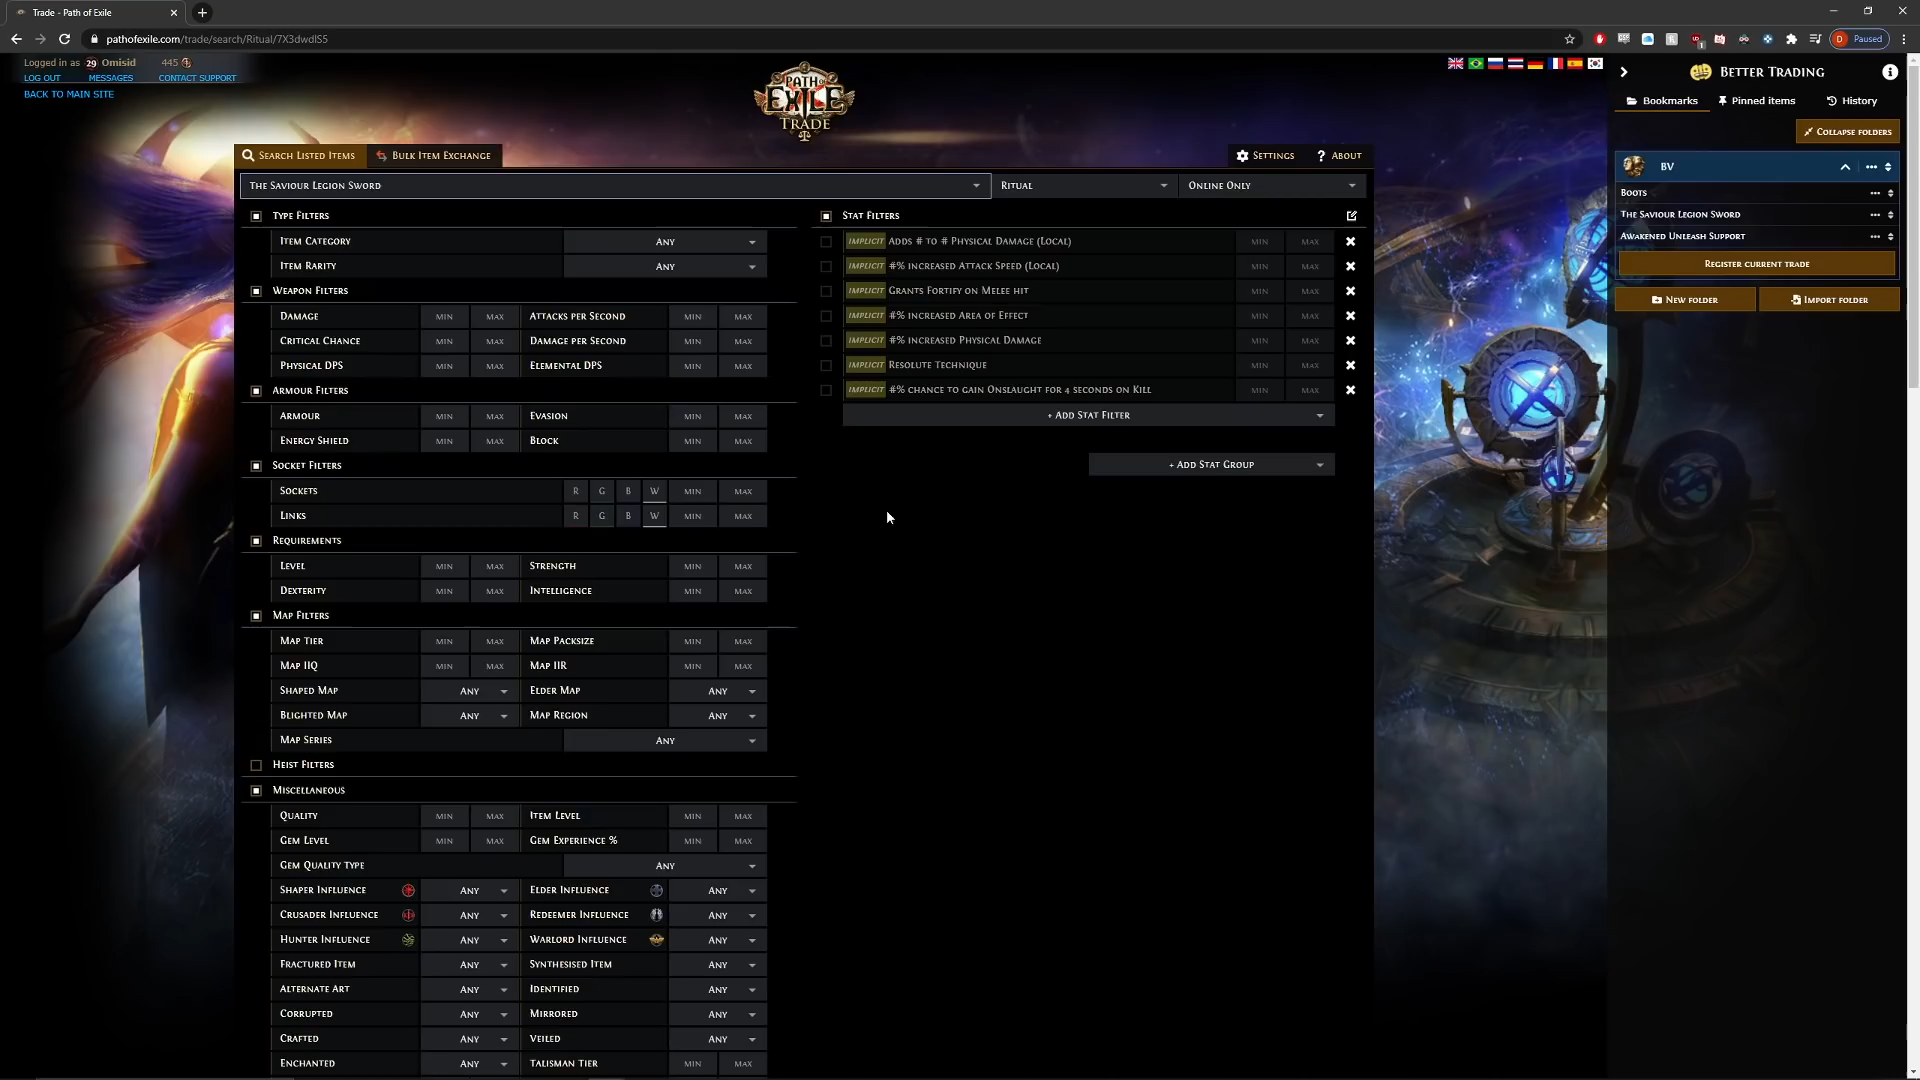 Trade - Path of Exile
pathofexile.com/trade/search/Ritual/7X3dwdlS5
Paused
Logged in as 29 Omisid 445
LOG OUT MESSAGES CONTACT SUPPORT
BACK TO MAIN SITE
PATH OF EXILE TRADE
Search Listed Items Bulk Item Exchange Settings ? About
The Saviour Legion Sword Ritual Online Only
Type Filters
Item Category Any
Item Rarity Any
Weapon Filters
Damage MIN MAX Attacks per Second MIN MAX
Critical Chance MIN MAX Damage per Second MIN MAX
Physical DPS MIN MAX Elemental DPS MIN MAX
Armour Filters
Armour MIN MAX Evasion MIN MAX
Energy Shield MIN MAX Block MIN MAX
Socket Filters
Sockets R G B W MIN MAX
Links R G B W MIN MAX
Requirements
Level MIN MAX Strength MIN MAX
Dexterity MIN MAX Intelligence MIN MAX
Map Filters
Map Tier MIN MAX Map Packsize MIN MAX
Map IIQ MIN MAX Map IIR MIN MAX
Shaped Map Any Elder Map Any
Blighted Map Any Map Region Any
Map Series Any
Heist Filters
Miscellaneous
Quality MIN MAX Item Level MIN MAX
Gem Level MIN MAX Gem Experience % MIN MAX
Gem Quality Type Any
Shaper Influence Any Elder Influence Any
Crusader Influence Any Redeemer Influence Any
Hunter Influence Any Warlord Influence Any
Fractured Item Any Synthesised Item Any
Alternate Art Any Identified Any
Corrupted Any Mirrored Any
Crafted Any Veiled Any
Enchanted Any Talisman Tier MIN MAX
Stat Filters
IMPLICIT Adds # to # Physical Damage (Local) MIN MAX
IMPLICIT #% increased Attack Speed (Local) MIN MAX
IMPLICIT Grants Fortify on Melee hit MIN MAX
IMPLICIT #% increased Area of Effect MIN MAX
IMPLICIT #% increased Physical Damage MIN MAX
IMPLICIT Resolute Technique MIN MAX
IMPLICIT #% chance to gain Onslaught for 4 seconds on Kill MIN MAX
+ Add Stat Filter
+ Add Stat Group
Better Trading
Bookmarks Pinned items History
Collapse folders
BV
Boots
The Saviour Legion Sword
Awakened Unleash Support
Register current trade
New folder Import folder